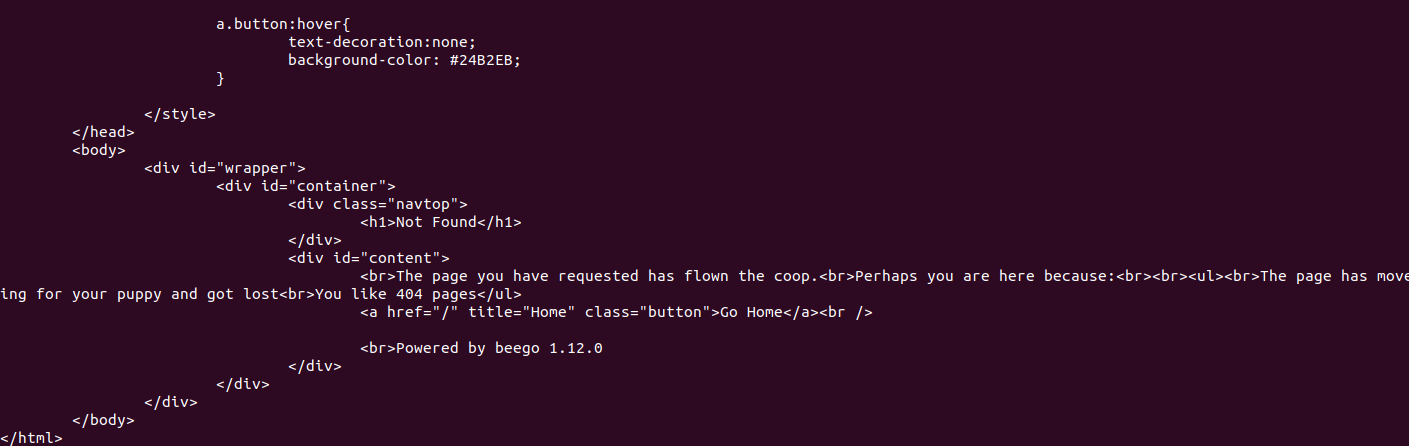 a.button:hover{
text-decoration:none;
background-color: #24B2EB;
}
</style>
</head>
<body>
<div id="wrapper">
<div id="container">
<div class="navtop">
<h1>Not Found</h1>
</div>
<div id="content">
<br>The page you have requested has flown the coop.<br>Perhaps you are here because:<br><br><ul><br>The page has move
ing for your puppy and got lost<br>You like 404 pages</ul>
<a href="/" title="Home" class="button">Go Home</a><br />
<br>Powered by beego 1.12.0
</div>
</div>
</div>
</body>
</html>